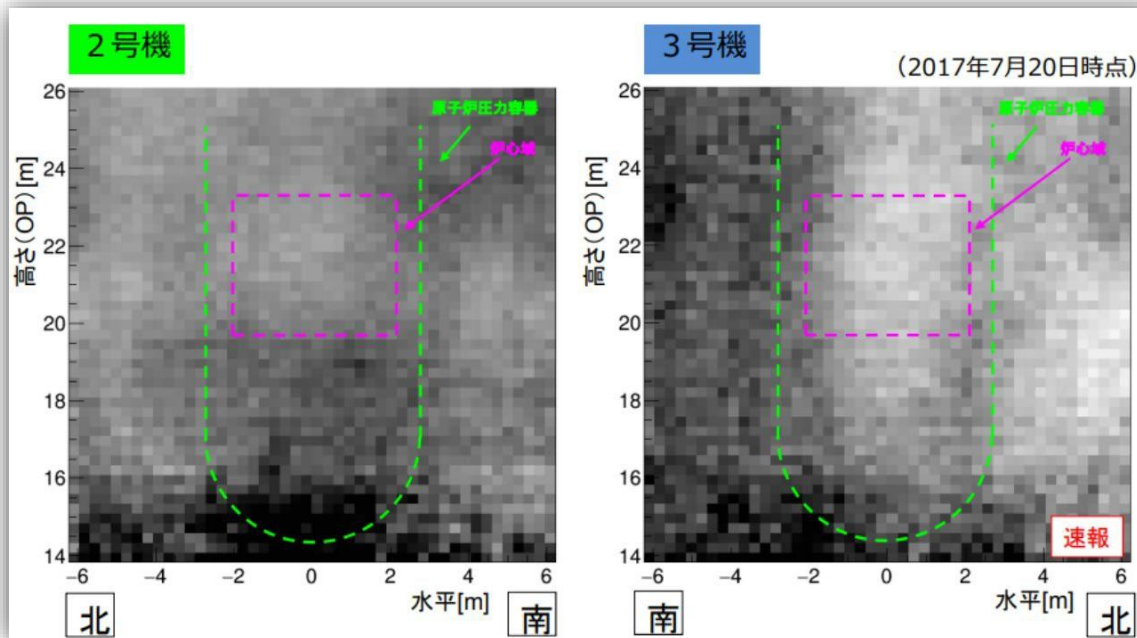 2号機
3号機
(2017年7月20日時点)
26
24
22
20
18
16
14
高さ(OP)[m]
原子炉圧力容器
炉心域
−6
−4
−2
0
2
4
6
水平[m]
北
南
26
24
22
20
18
16
14
高さ(OP)[m]
原子炉圧力容器
炉心域
速報
−6
−4
−2
0
2
4
6
水平[m]
南
北